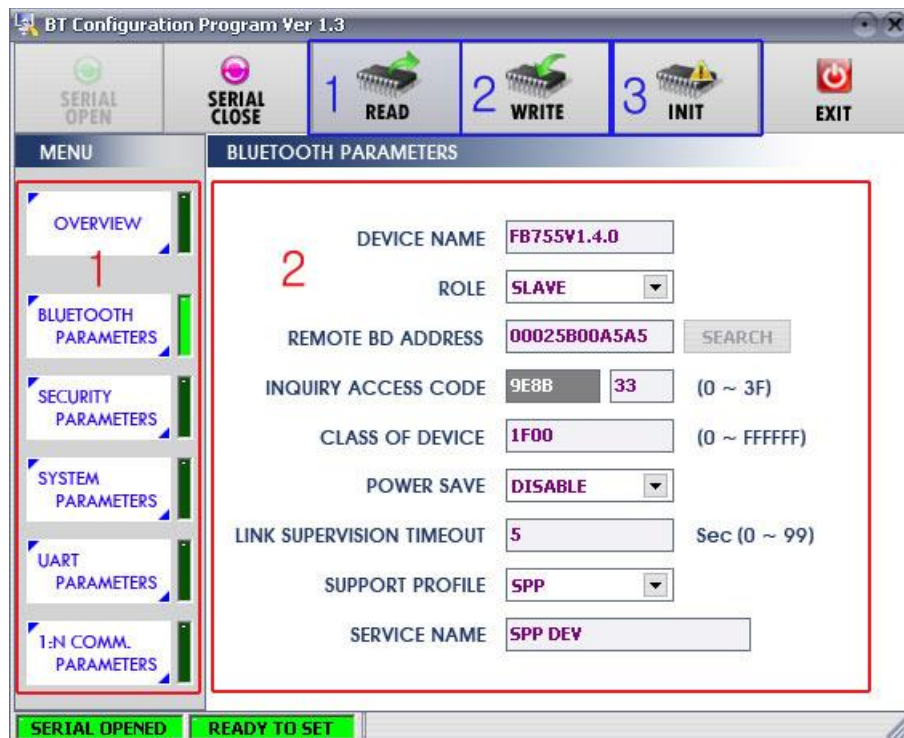 BT Configuration Program Ver 1.3
SERIAL OPEN
SERIAL CLOSE
1 READ
2 WRITE
3 INIT
EXIT
MENU
BLUETOOTH PARAMETERS
1
OVERVIEW
BLUETOOTH
PARAMETERS
SECURITY
PARAMETERS
SYSTEM
PARAMETERS
UART
PARAMETERS
1:N COMM.
PARAMETERS
2
DEVICE NAME FB755V1.4.0
ROLE SLAVE
REMOTE BD ADDRESS 00025B00A5A5 SEARCH
INQUIRY ACCESS CODE 9E8B 33 (0 ~ 3F)
CLASS OF DEVICE 1F00 (0 ~ FFFFFF)
POWER SAVE DISABLE
LINK SUPERVISION TIMEOUT 5 Sec (0 ~ 99)
SUPPORT PROFILE SPP
SERVICE NAME SPP DEV
SERIAL OPENED READY TO SET